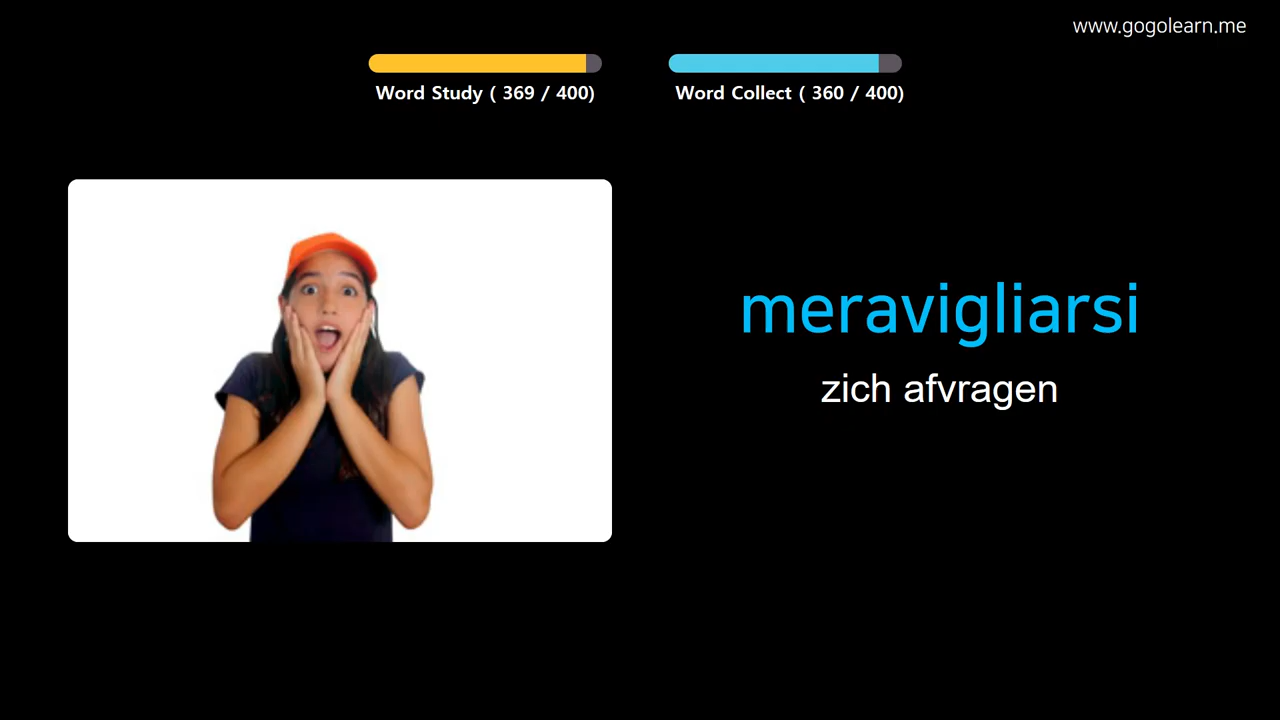 www.gogolearn.me
Word Study ( 369 / 400)
Word Collect ( 360 / 400)
meravigliarsi
zich afvragen